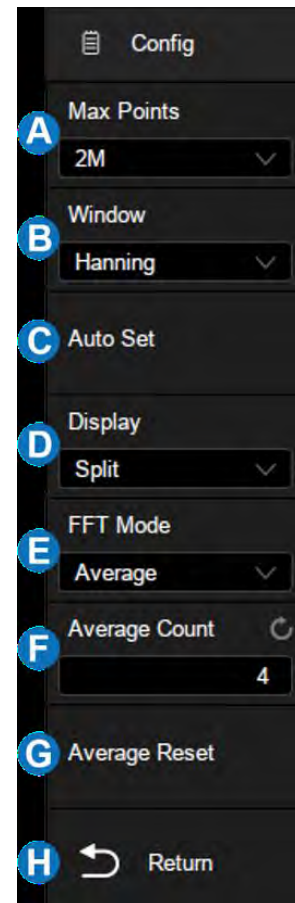 Config
Max Points
A
2M
Window
B
Hanning
C Auto Set
Display
D
Split
FFT Mode
E
Average
Average Count
F
4
G Average Reset
H Return